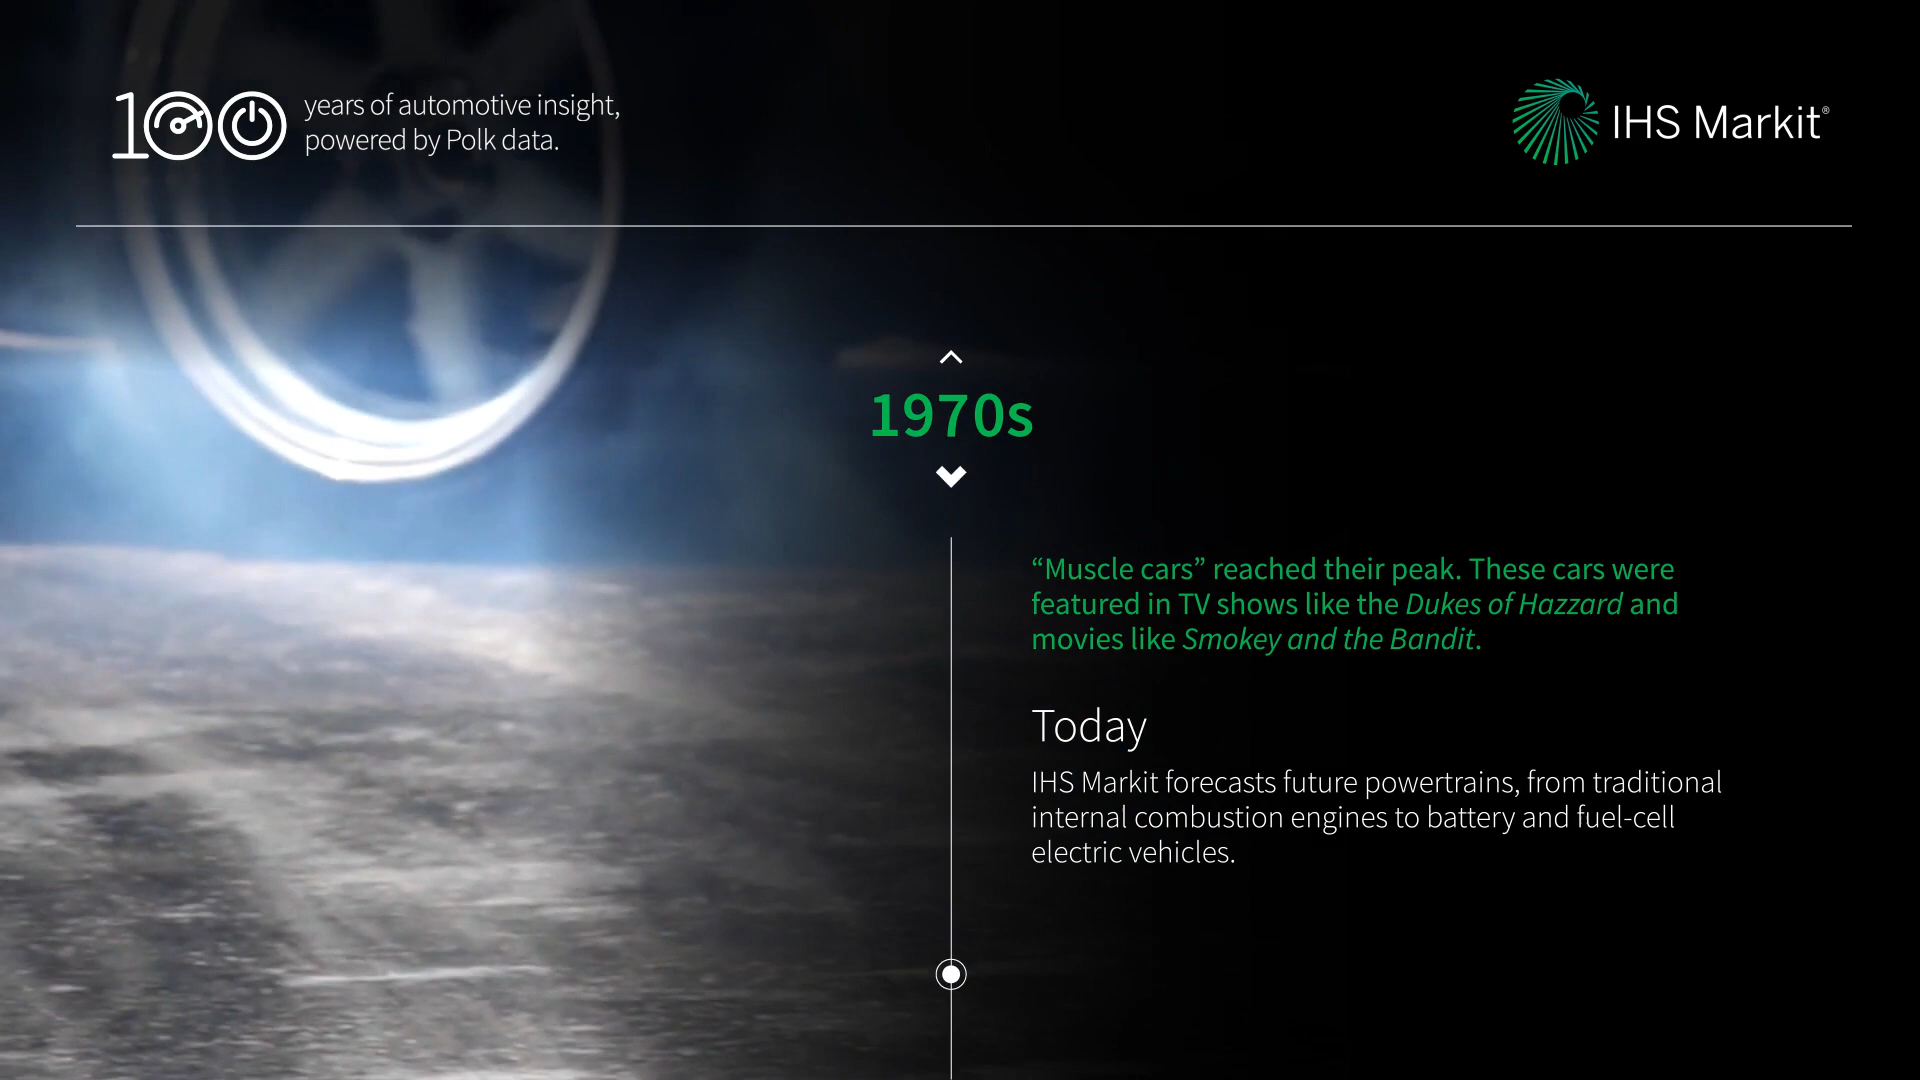 100 years of automotive insight,
powered by Polk data.
IHS Markit®
1970s
“Muscle cars” reached their peak. These cars were
featured in TV shows like the Dukes of Hazzard and
movies like Smokey and the Bandit.
Today
IHS Markit forecasts future powertrains, from traditional
internal combustion engines to battery and fuel-cell
electric vehicles.